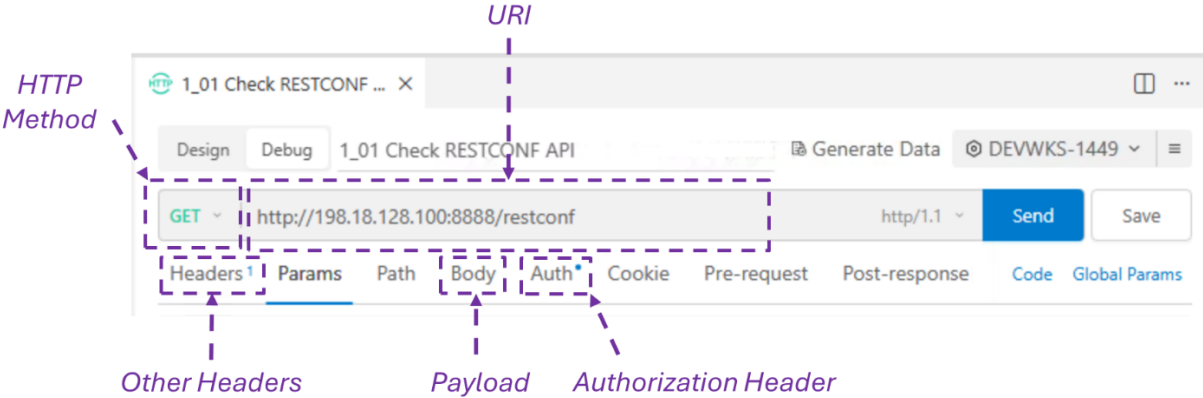 URI
HTTP
Method
HTTP 1_01 Check RESTCONF ... ×
Design Debug 1_01 Check RESTCONF API Generate Data DEVWKS-1449
GET http://198.18.128.100:8888/restconf http/1.1 Send Save
Headers 1 Params Path Body Auth Cookie Pre-request Post-response Code Global Params
Other Headers Payload Authorization Header